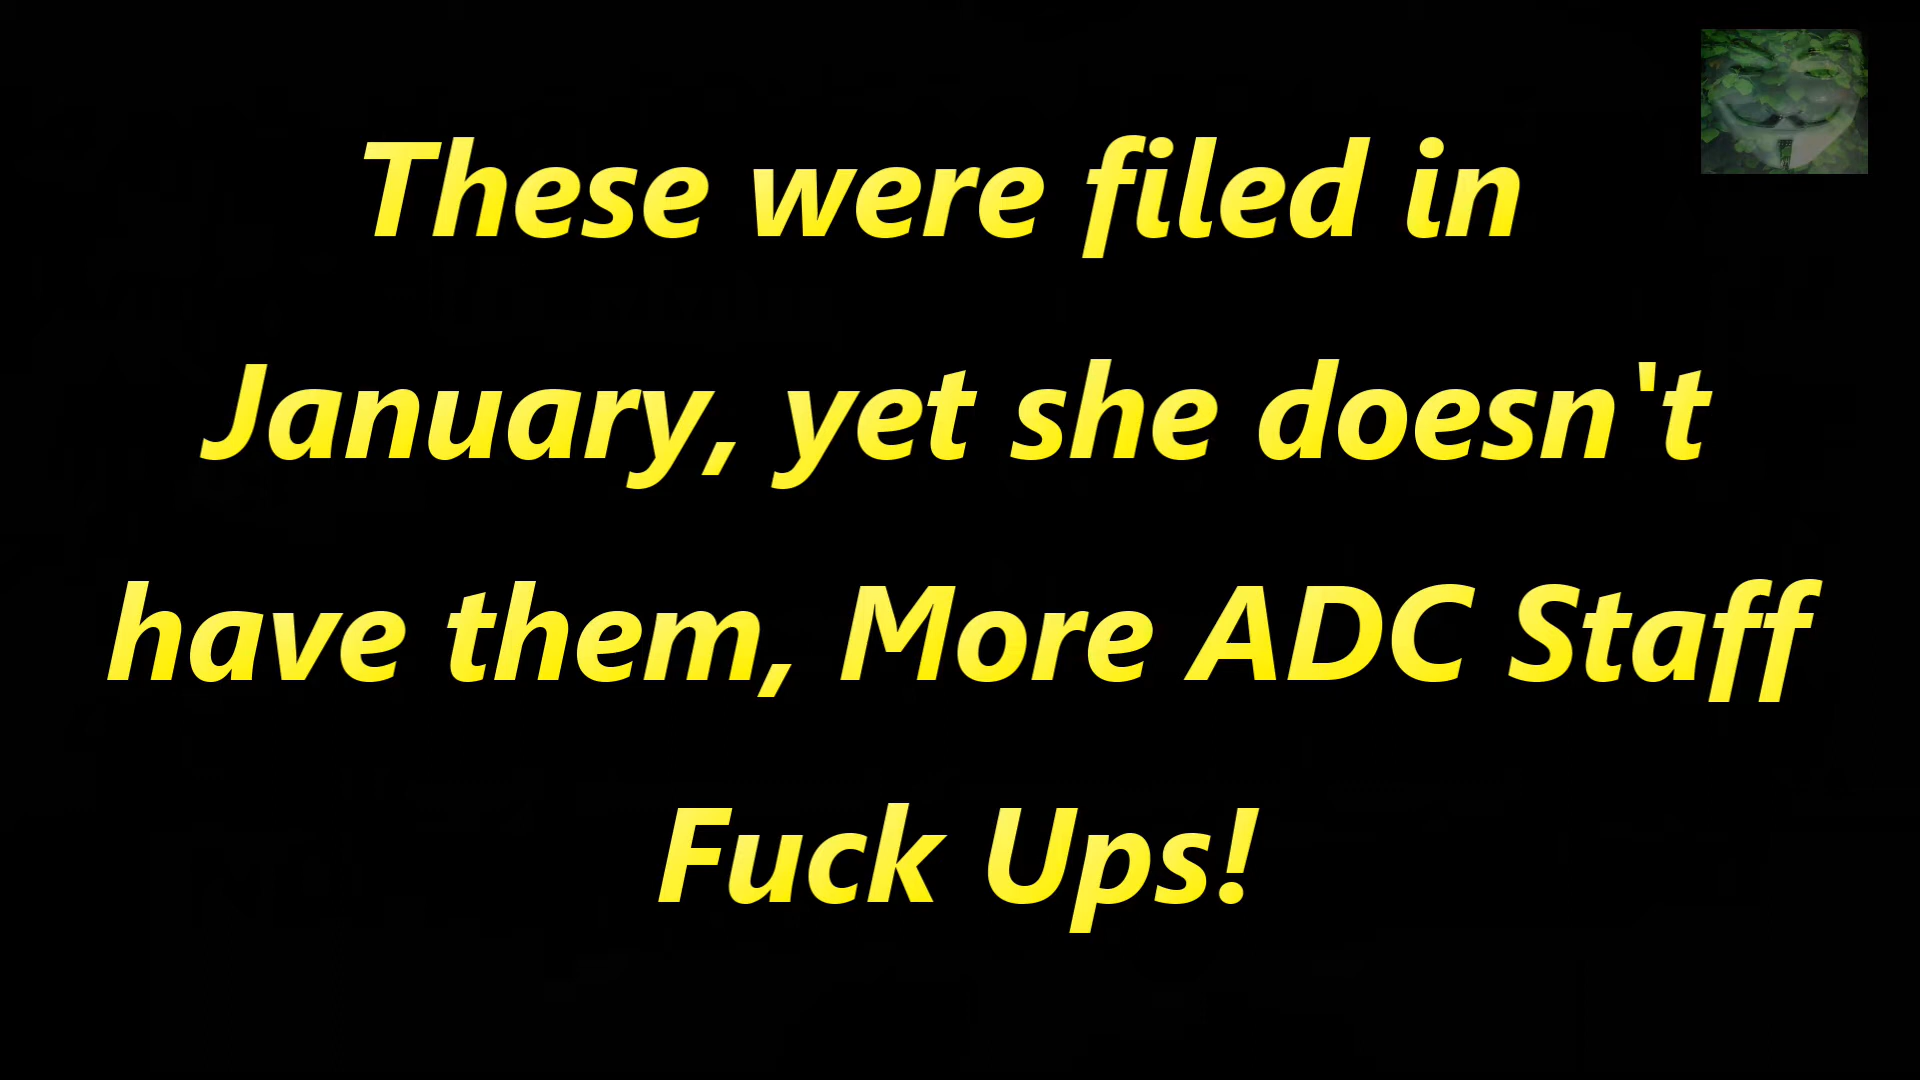 These were filed in
January, yet she doesn't
have them, More ADC Staff
Fuck Ups!